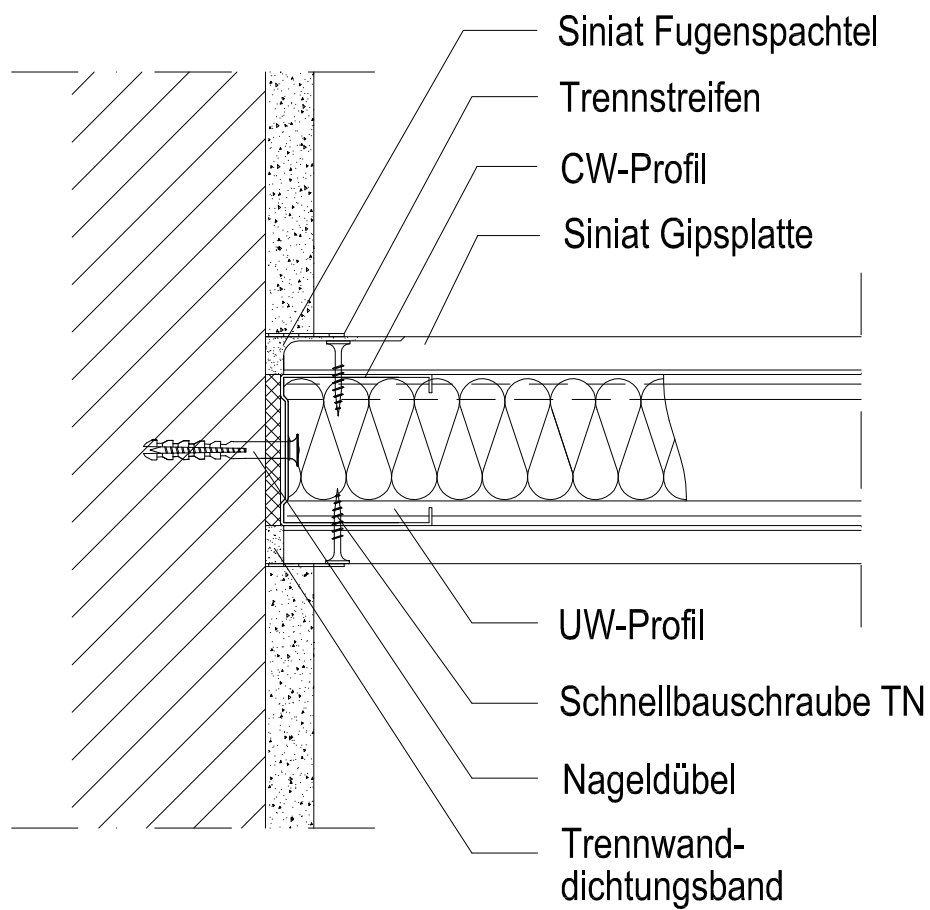 Siniat Fugenspachtel
Trennstreifen
CW-Profil
Siniat Gipsplatte
UW-Profil
Schnellbauschraube TN
Nageldübel
Trennwand-
dichtungsband